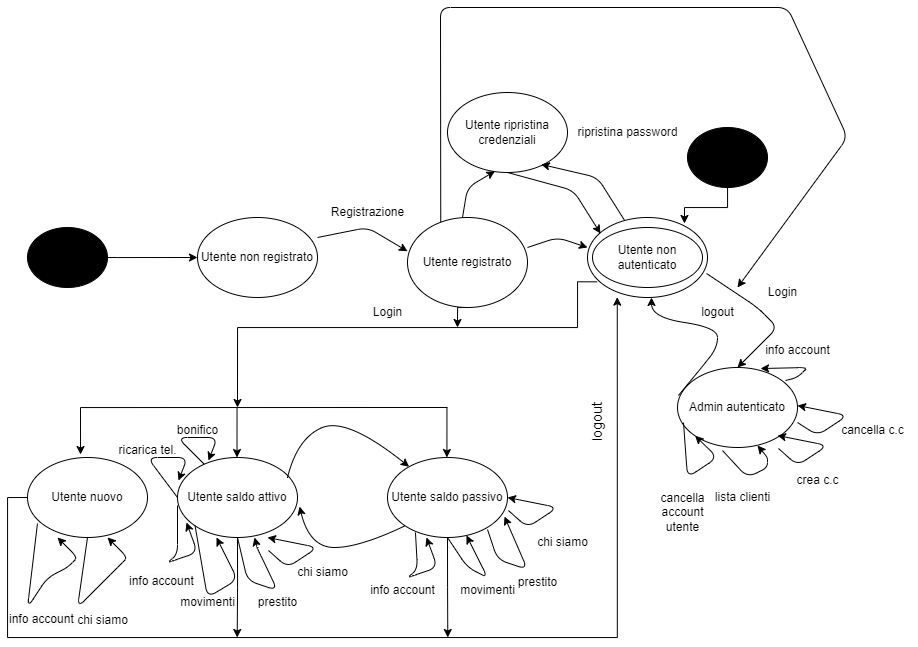 Utente ripristina
credenziali
ripristina password
Registrazione
Utente non registrato
Utente registrato
Utente non
autenticato
Login
Login
logout
info account
Admin autenticato
cancella c.c
crea c.c
lista clienti
cancella
account
utente
logout
bonifico
ricarica tel.
Utente nuovo
Utente saldo attivo
Utente saldo passivo
chi siamo
chi siamo
info account
movimenti
prestito
info account
movimenti
prestito
info account
chi siamo